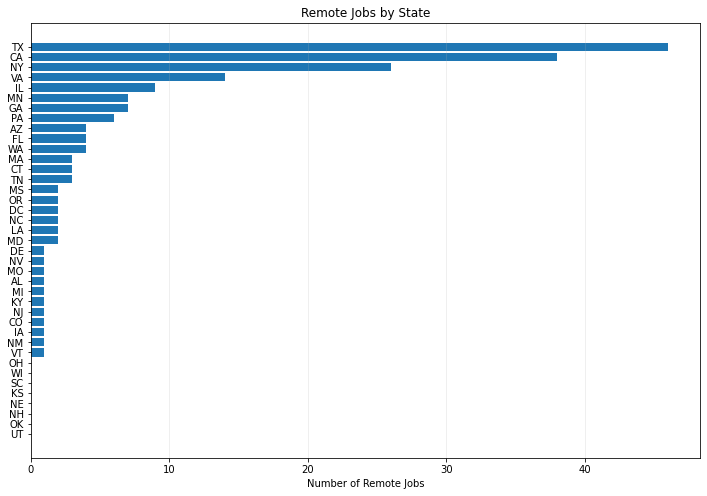 Remote Jobs by State
TX
CA
NY
VA
IL
MN
GA
PA
AZ
FL
WA
MA
CT
TN
MS
OR
DC
NC
LA
MD
DE
NV
MO
AL
MI
KY
NJ
CO
IA
NM
VT
OH
WI
SC
KS
NE
NH
OK
UT
0 10 20 30 40
Number of Remote Jobs